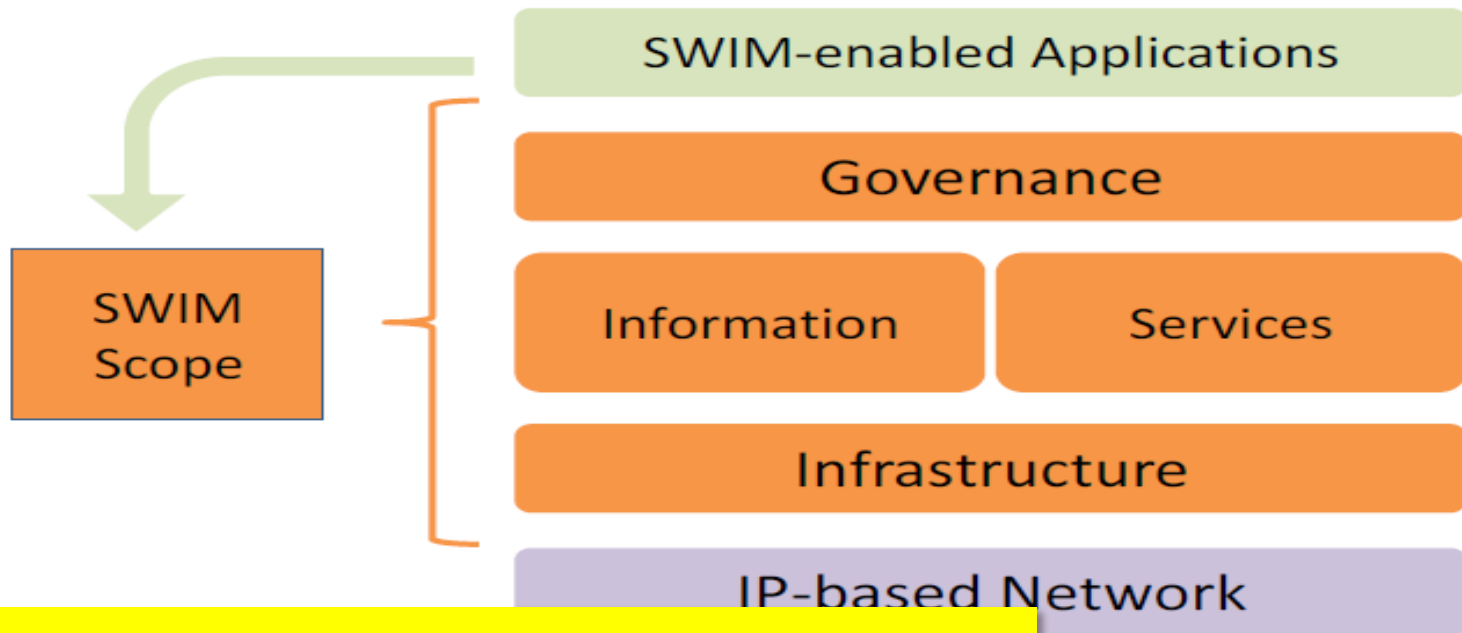 SWIM-enabled Applications
Governance
SWIM
Scope
Information
Services
Infrastructure
IP-based Network